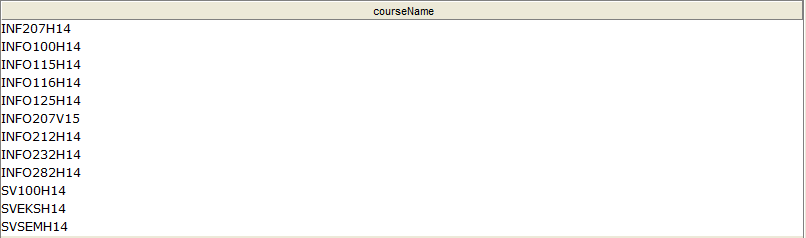 courseName
INF207H14
INFO100H14
INFO115H14
INFO116H14
INFO125H14
INFO207V15
INFO212H14
INFO232H14
INFO282H14
SV100H14
SVEKSH14
SVSEMH14